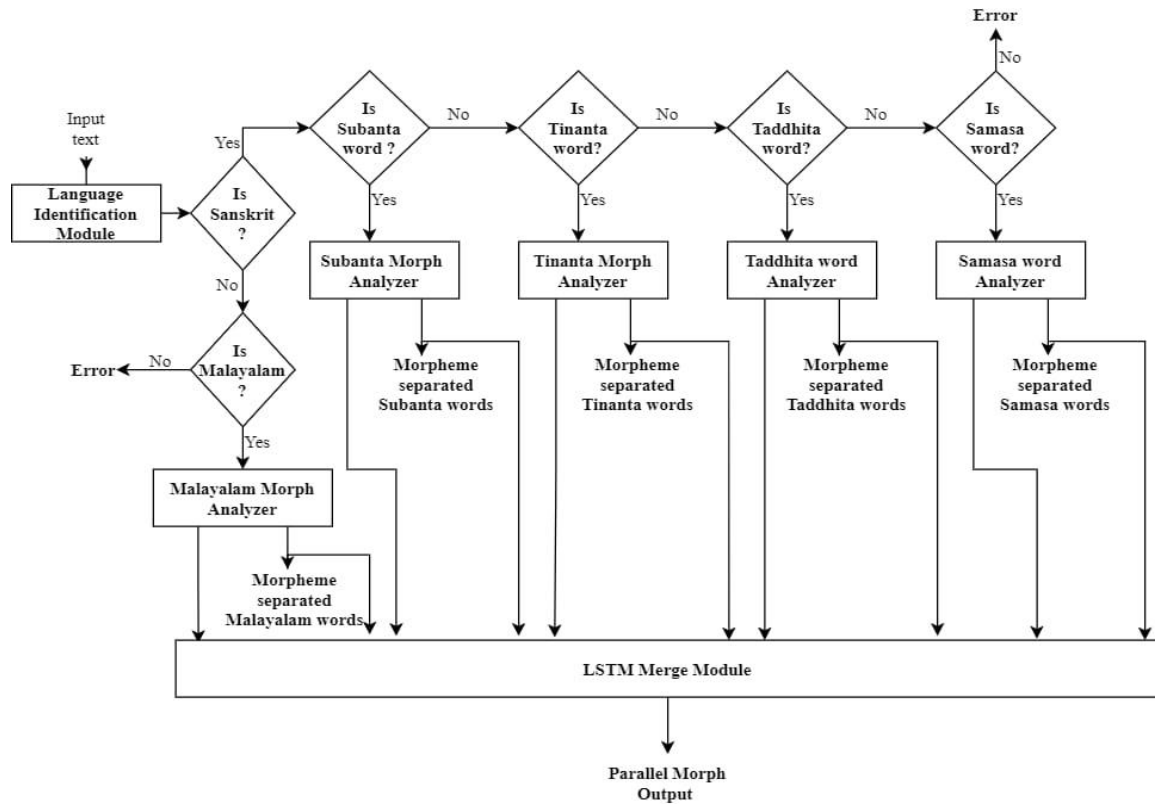 Error
No
Input
text
Yes
Is
Subanta
word ?
No
Is
Tinanta
word?
No
Is
Taddhita
word?
No
Is
Samasa
word?
Language
Identification
Module
Is
Sanskrit
?
Yes
Yes
Yes
Yes
Subanta Morph
Analyzer
Tinanta Morph
Analyzer
Taddhita word
Analyzer
Samasa word
Analyzer
No
Error
No
Is
Malayalam
?
Morpheme
separated
Subanta words
Morpheme
separated
Tinanta words
Morpheme
separated
Taddhita words
Morpheme
separated
Samasa words
Yes
Malayalam Morph
Analyzer
Morpheme
separated
Malayalam words
LSTM Merge Module
Parallel Morph
Output